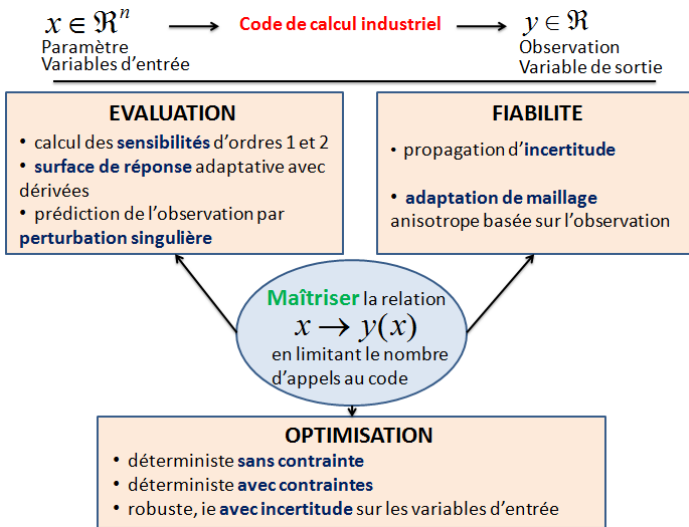 x ∈ ℜⁿ → Code de calcul industriel → y ∈ ℜ
Paramètre
Variables d'entrée
Observation
Variable de sortie
EVALUATION
• calcul des sensibilités d'ordres 1 et 2
• surface de réponse adaptative avec
dérivées
• prédiction de l'observation par
perturbation singulière
FIABILITE
• propagation d'incertitude
• adaptation de maillage
anisotrope basée sur l'observation
Maîtriser la relation
x → y(x)
en limitant le nombre
d'appels au code
OPTIMISATION
• déterministe sans contrainte
• déterministe avec contraintes
• robuste, ie avec incertitude sur les variables d'entrée